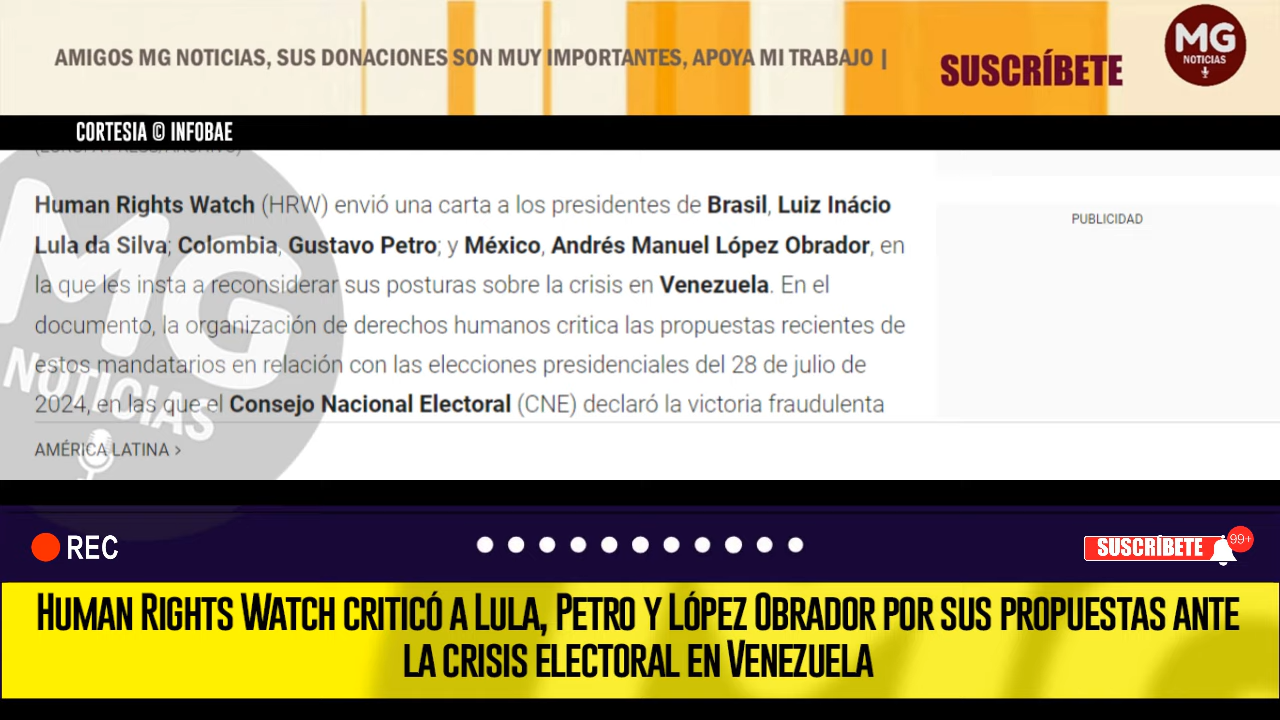 AMIGOS MG NOTICIAS, SUS DONACIONES SON MUY IMPORTANTES, APOYA MI TRABAJO |
SUSCRÍBETE
MG
NOTICIAS
CORTESIA © INFOBAE
Human Rights Watch (HRW) envió una carta a los presidentes de Brasil, Luiz Inácio
Lula da Silva; Colombia, Gustavo Petro; y México, Andrés Manuel López Obrador, en
la que les insta a reconsiderar sus posturas sobre la crisis en Venezuela. En el
documento, la organización de derechos humanos critica las propuestas recientes de
estos mandatarios en relación con las elecciones presidenciales del 28 de julio de
2024, en las que el Consejo Nacional Electoral (CNE) declaró la victoria fraudulenta
PUBLICIDAD
MG
NOTICIAS
AMÉRICA LATINA >
REC
SUSCRÍBETE
99+
HUMAN RIGHTS WATCH CRITICÓ A LULA, PETRO Y LÓPEZ OBRADOR POR SUS PROPUESTAS ANTE
LA CRISIS ELECTORAL EN VENEZUELA